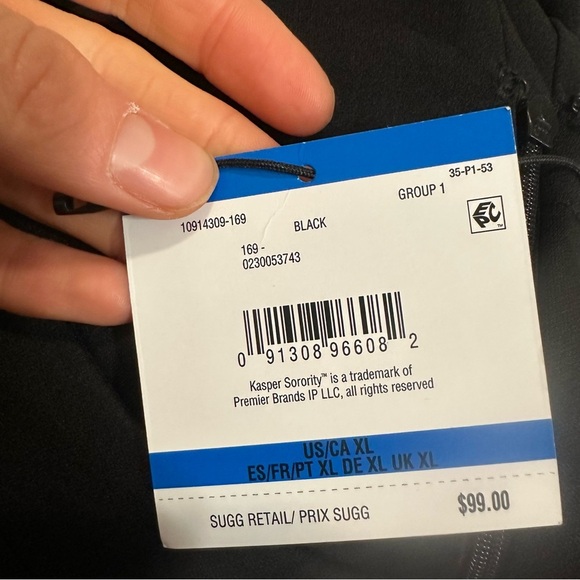 35-P1-53
10914309-169 BLACK GROUP 1
EPC™
169 -
0230053743
0 91308 96608 2
Kasper Sorority™ is a trademark of
Premier Brands IP LLC, all rights reserved
US/CA XL
ES/FR/PT XL DE XL UK XL
SUGG RETAIL/ PRIX SUGG $99.00